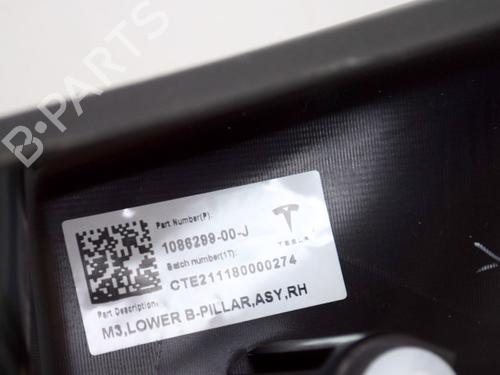 B-PARTS
Part Number(P):
1086299-00-J
TESLA
Batch number(1T):
CTE211180000274
Part Description:
M3,LOWER B-PILLAR,ASY,RH